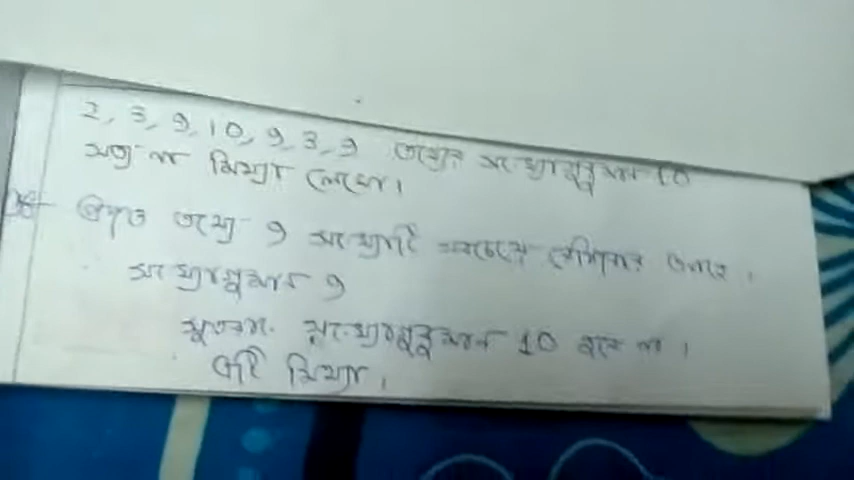 2, 3, 9, 10, 9, 3, 9 তথ্যের সংখ্যাগুরুমান 10
সত্য না মিথ্যা লেখো।
প্রদত্ত তথ্যে 9 সংখ্যাটি সবচেয়ে বেশিবার আছে।
সংখ্যাগুরুমান 9
সুতরাং সংখ্যাগুরুমান 10 হবে না।
এটি মিথ্যা।